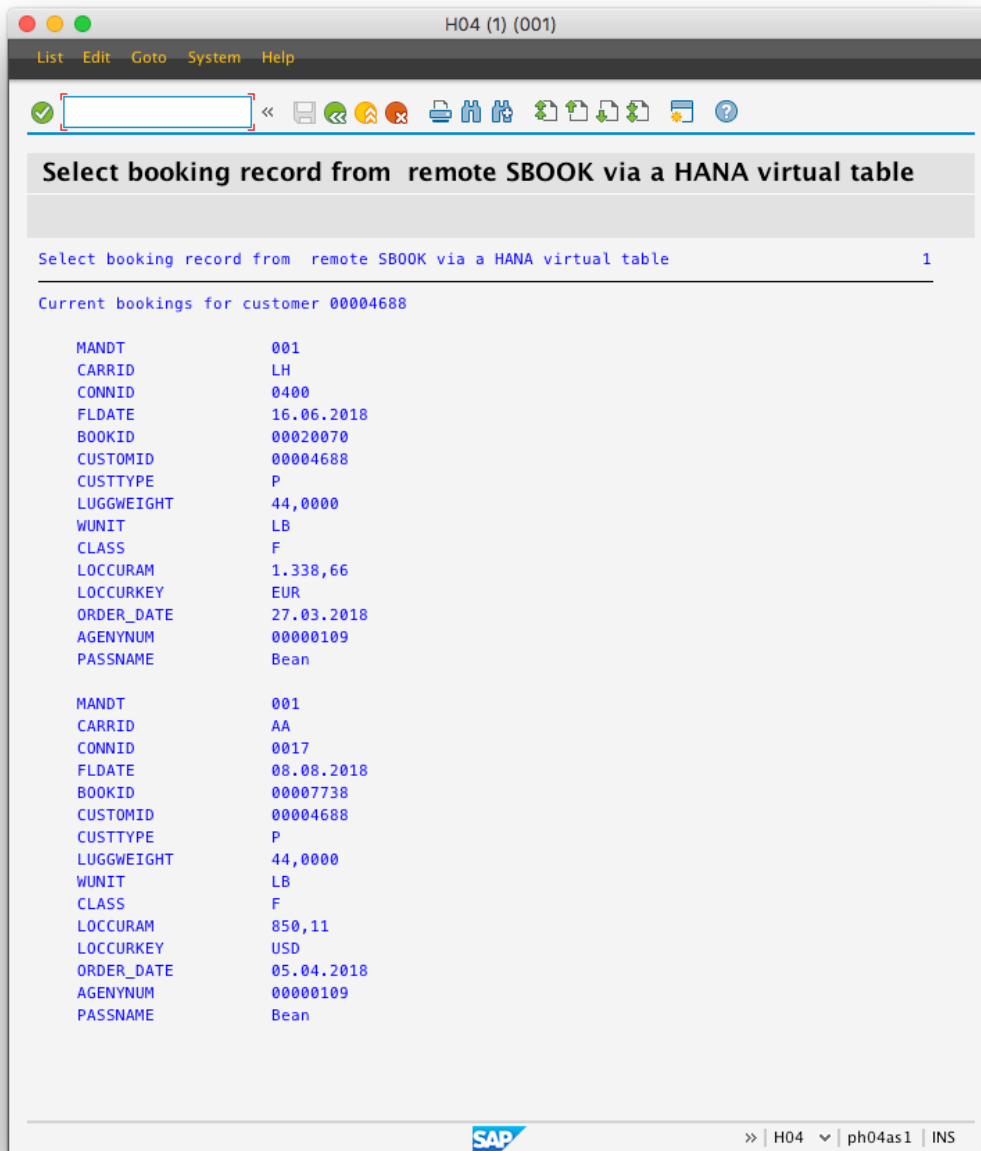 H04 (1) (001)
List Edit Goto System Help
Select booking record from  remote SBOOK via a HANA virtual table
Select booking record from  remote SBOOK via a HANA virtual table 1
Current bookings for customer 00004688
MANDT 001
CARRID LH
CONNID 0400
FLDATE 16.06.2018
BOOKID 00020070
CUSTOMID 00004688
CUSTTYPE P
LUGGWEIGHT 44,0000
WUNIT LB
CLASS F
LOCCURAM 1.338,66
LOCCURKEY EUR
ORDER_DATE 27.03.2018
AGENYNUM 00000109
PASSNAME Bean
MANDT 001
CARRID AA
CONNID 0017
FLDATE 08.08.2018
BOOKID 00007738
CUSTOMID 00004688
CUSTTYPE P
LUGGWEIGHT 44,0000
WUNIT LB
CLASS F
LOCCURAM 850,11
LOCCURKEY USD
ORDER_DATE 05.04.2018
AGENYNUM 00000109
PASSNAME Bean
SAP » H04 ph04as1 INS